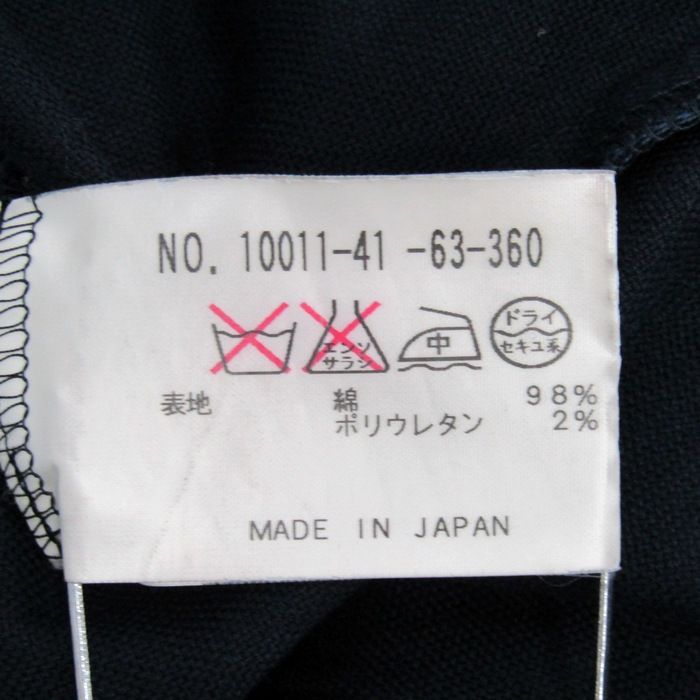 NO. 10011-41 -63-360
エンソ サラシ 中 ドライ セキユ系
表地 綿 98%
ポリウレタン 2%
MADE IN JAPAN